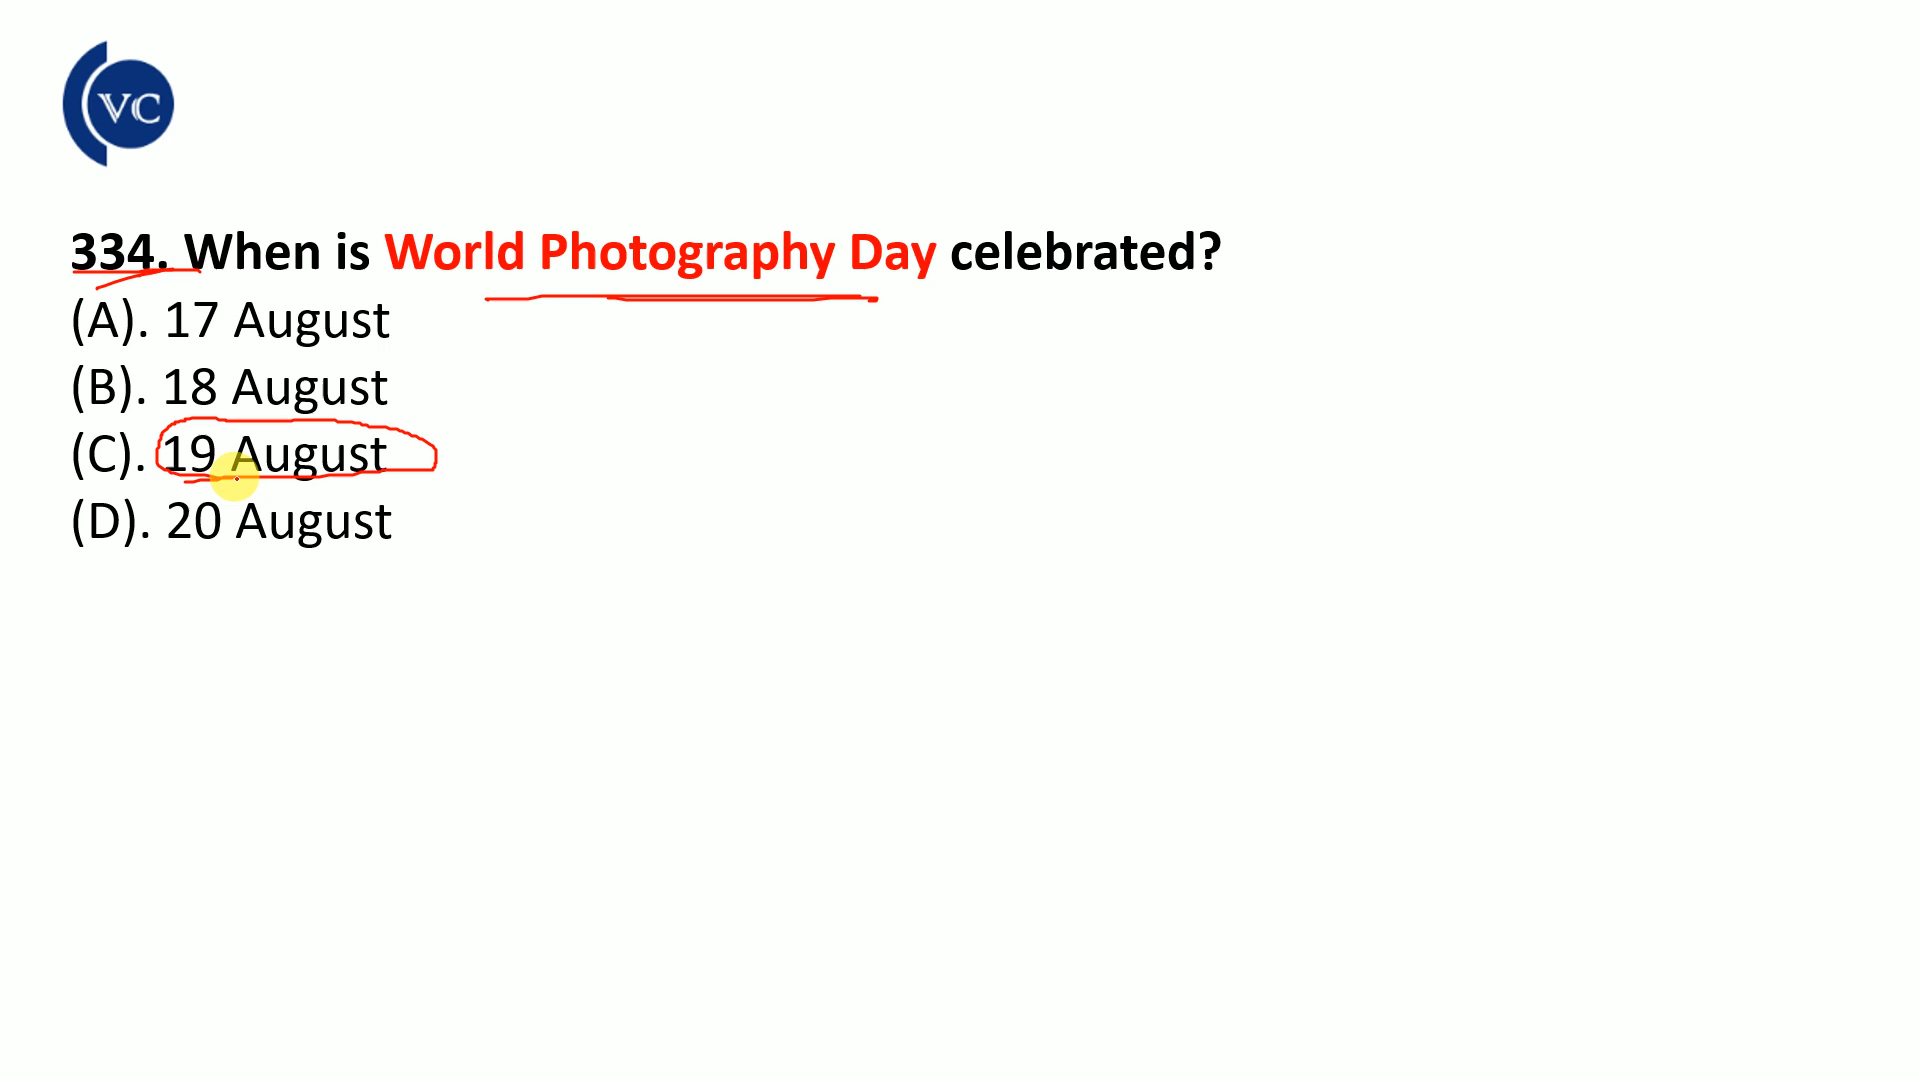 VC
334. When is World Photography Day celebrated?
(A). 17 August
(B). 18 August
(C). 19 August
(D). 20 August